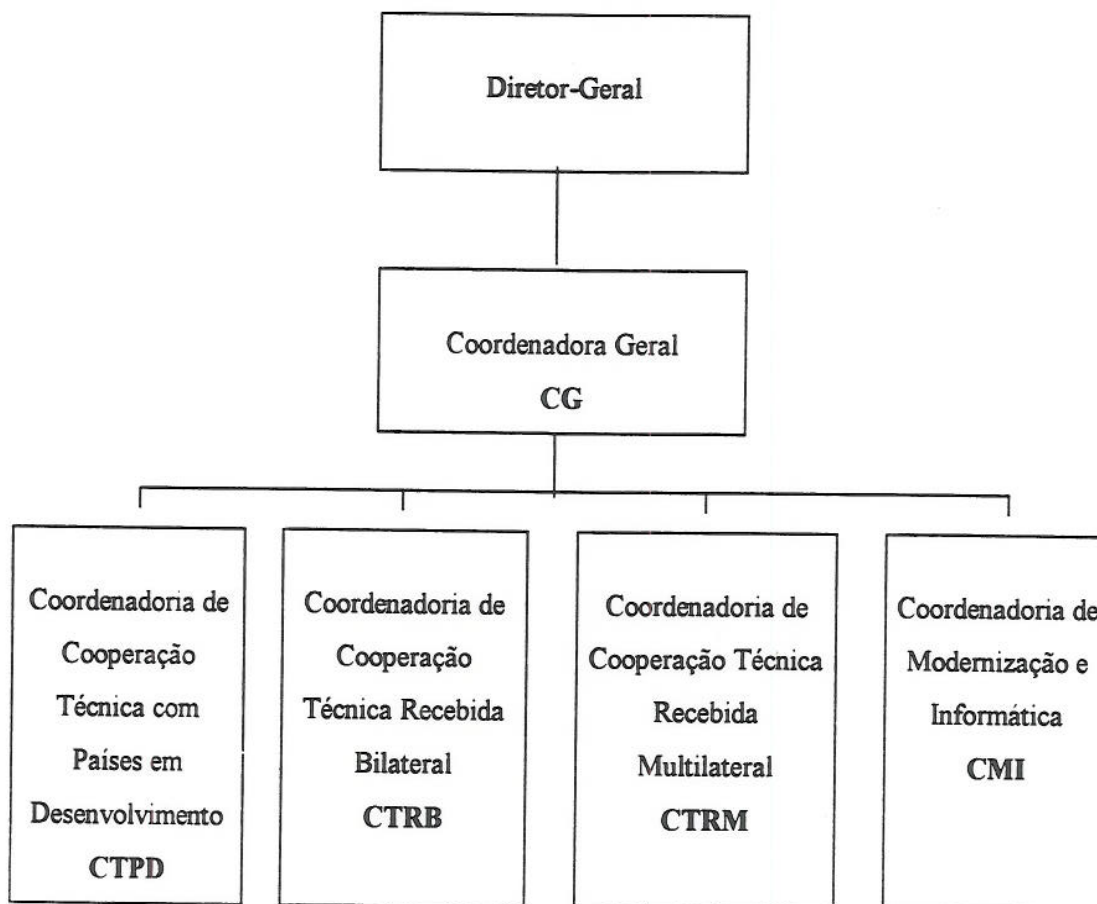 Diretor-Geral
Coordenadora Geral
CG
Coordenadoria de
Cooperação
Técnica com
Países em
Desenvolvimento
CTPD
Coordenadoria de
Cooperação
Técnica Recebida
Bilateral
CTRB
Coordenadoria de
Cooperação Técnica
Recebida
Multilateral
CTRM
Coordenadoria de
Modernização e
Informática
CMI